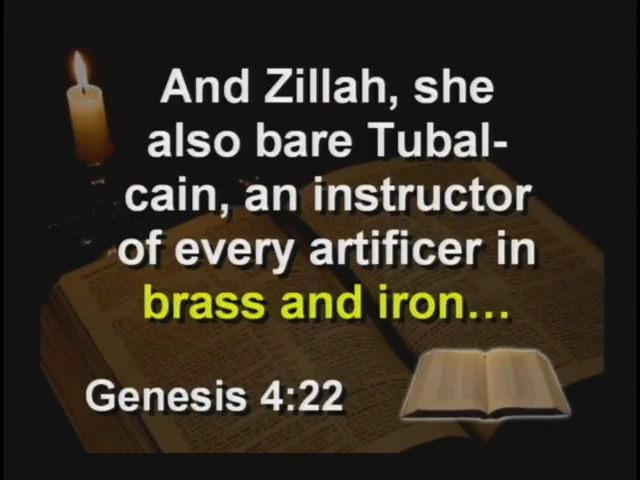 And Zillah, she
also bare Tubal-
cain, an instructor
of every artificer in
brass and iron…
Genesis 4:22